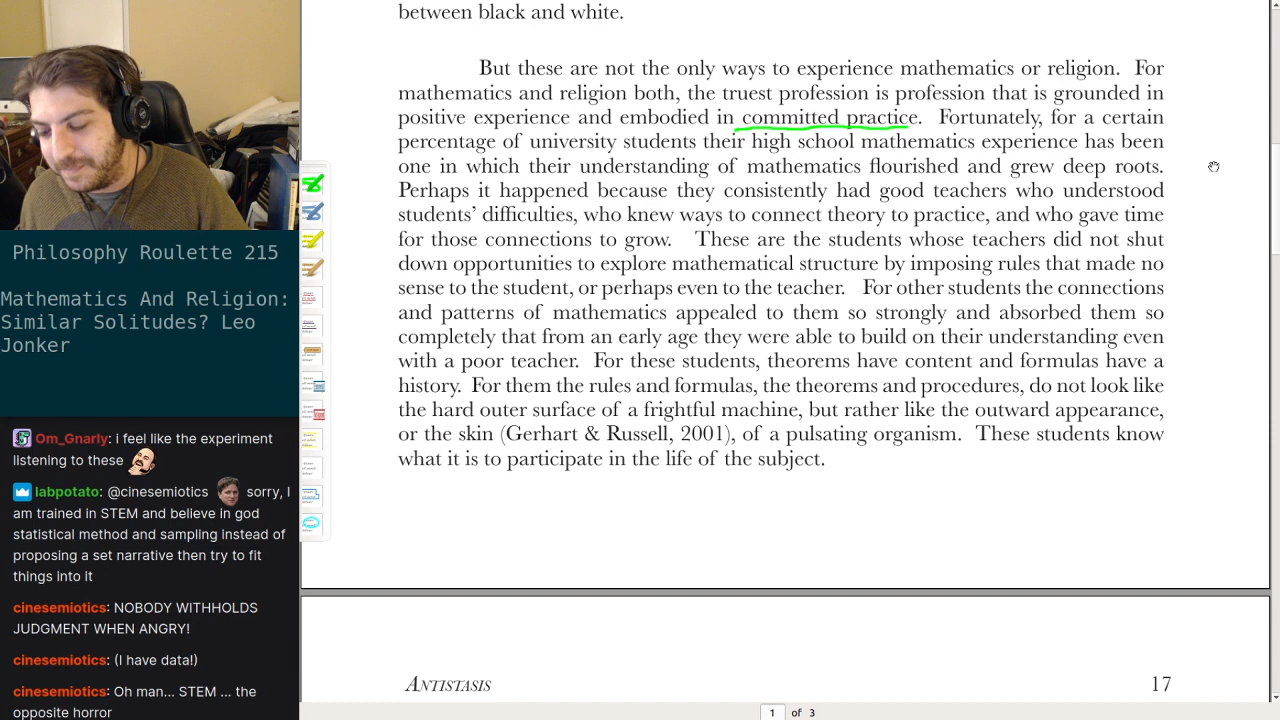 Philosophy Roulette 215
Mathematics And Religion:
Similar Solitudes? Leo
Jonker
Om_Gnarly: i feel like the experiment
listening to these
labpotato: @cinesemiotics sorry, I
am trained in STEM and believe in god
statistical method and sampling instead of
proposing a set narrative then try to fit
things into it
cinesemiotics: NOBODY WITHHOLDS
JUDGMENT WHEN ANGRY!
cinesemiotics: (I have data!)
cinesemiotics: Oh man... STEM ... the
opposite horror
between black and white.
But these are not the only ways to experience mathematics or religion. For
mathematics and religion both, the truest profession is profession that is grounded in
positive experience and embodied in committed practice. Fortunately, for a certain
percentage of university students their high school mathematics experience has been
one in which their understanding of mathematics flourished and grew deep roots.
Perhaps it happened because they consistently had good teachers who understood
students' difficulties, who knew ways to connect theory to practice, and who gave time
for those connections to grow. These are the students whose teachers did not shut
down opportunities to explore mathematical structure by imposing rules that made no
sense to the student or perhaps even to the teacher. For other students the connections
and patterns of mathematics appeared to them so strongly and absorbed them so
completely that from an early age they were able to build on their understanding even
with a poor teacher. For these students, theorems have content and formulas have a
history. For them the rules and formulas, the theorems and procedures do not look like
the hard outer surface of a frightful machine, but rather like the outward appearance,
or the skin (Gerhard & Russell, 2001) of a pulsing organism. These students know
what it is to participate in the life of the subject.
ANTISTASIS
17
1 of 3